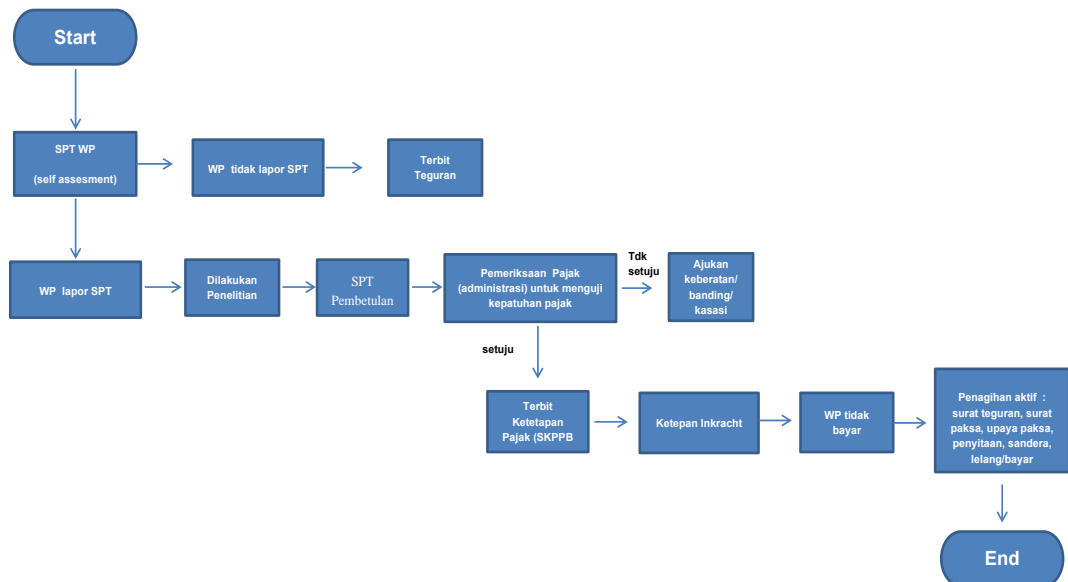 Start
SPT WP
(self assesment)
WP tidak lapor SPT
Terbit
Teguran
WP lapor SPT
Dilakukan
Penelitian
SPT
Pembetulan
Pemeriksaan Pajak
(administrasi) untuk menguji
kepatuhan pajak
Tdk
setuju
Ajukan
keberatan/
banding/
kasasi
setuju
Terbit
Ketetapan
Pajak (SKPPB
Ketepan Inkracht
WP tidak
bayar
Penagihan aktif :
surat teguran, surat
paksa, upaya paksa,
penyitaan, sandera,
lelang/bayar
End